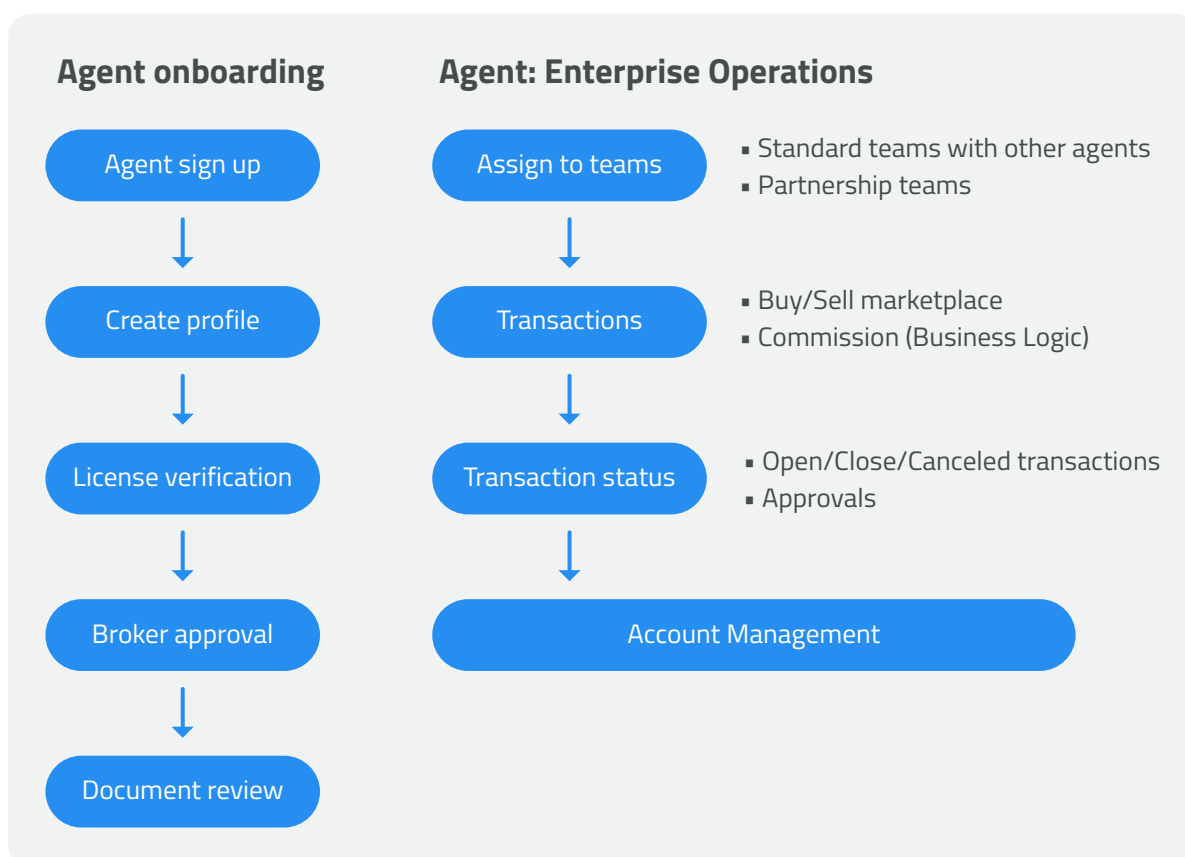 Agent onboarding
Agent sign up
Create profile
License verification
Broker approval
Document review
Agent: Enterprise Operations
Assign to teams
▪ Standard teams with other agents
▪ Partnership teams
Transactions
▪ Buy/Sell marketplace
▪ Commission (Business Logic)
Transaction status
▪ Open/Close/Canceled transactions
▪ Approvals
Account Management